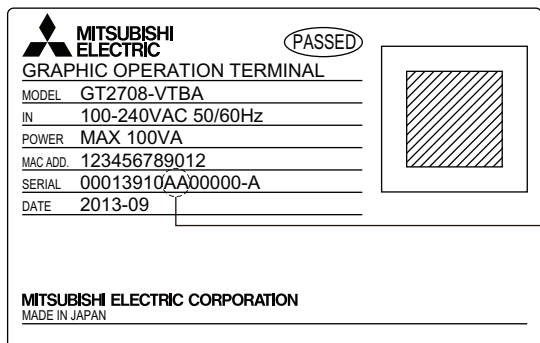 MITSUBISHI
ELECTRIC
PASSED
GRAPHIC OPERATION TERMINAL
MODEL GT2708-VTBA
IN 100-240VAC 50/60Hz
POWER MAX 100VA
MAC ADD. 123456789012
SERIAL 00013910AA00000-A
DATE 2013-09
MITSUBISHI ELECTRIC CORPORATION
MADE IN JAPAN